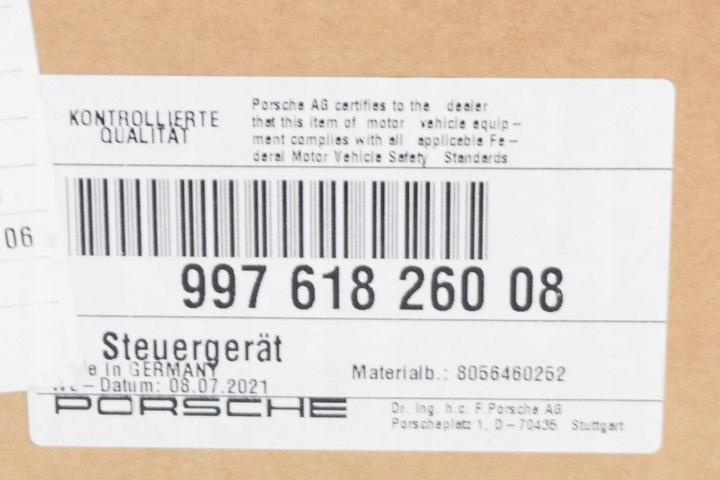 KONTROLLIERTE
QUALITÄT
Porsche AG certifies to the dealer
that this item of motor vehicle equip–
ment complies with all applicable Fe–
deral Motor Vehicle Safety Standards
06
997 618 260 08
Steuergerät
e in GERMANY
Materialb.: 8056460252
– Datum: 08.07.2021
PORSCHE
Dr. Ing. h.c. F.Porsche AG
Porscheplatz 1, D–70435 Stuttgart